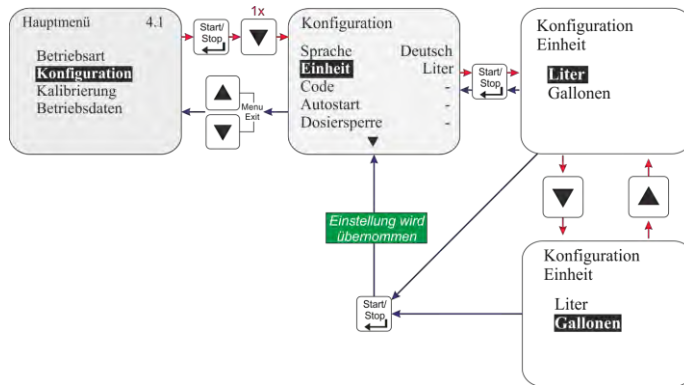 Hauptmenü 4.1
Betriebsart
Konfiguration
Kalibrierung
Betriebsdaten
Start/
Stop
1x
Menu
Exit
Konfiguration
Sprache Deutsch
Einheit Liter
Code -
Autostart -
Dosiersperre -
Start/
Stop
Konfiguration
Einheit
Liter
Gallonen
Einstellung wird
übernommen
Start/
Stop
Konfiguration
Einheit
Liter
Gallonen